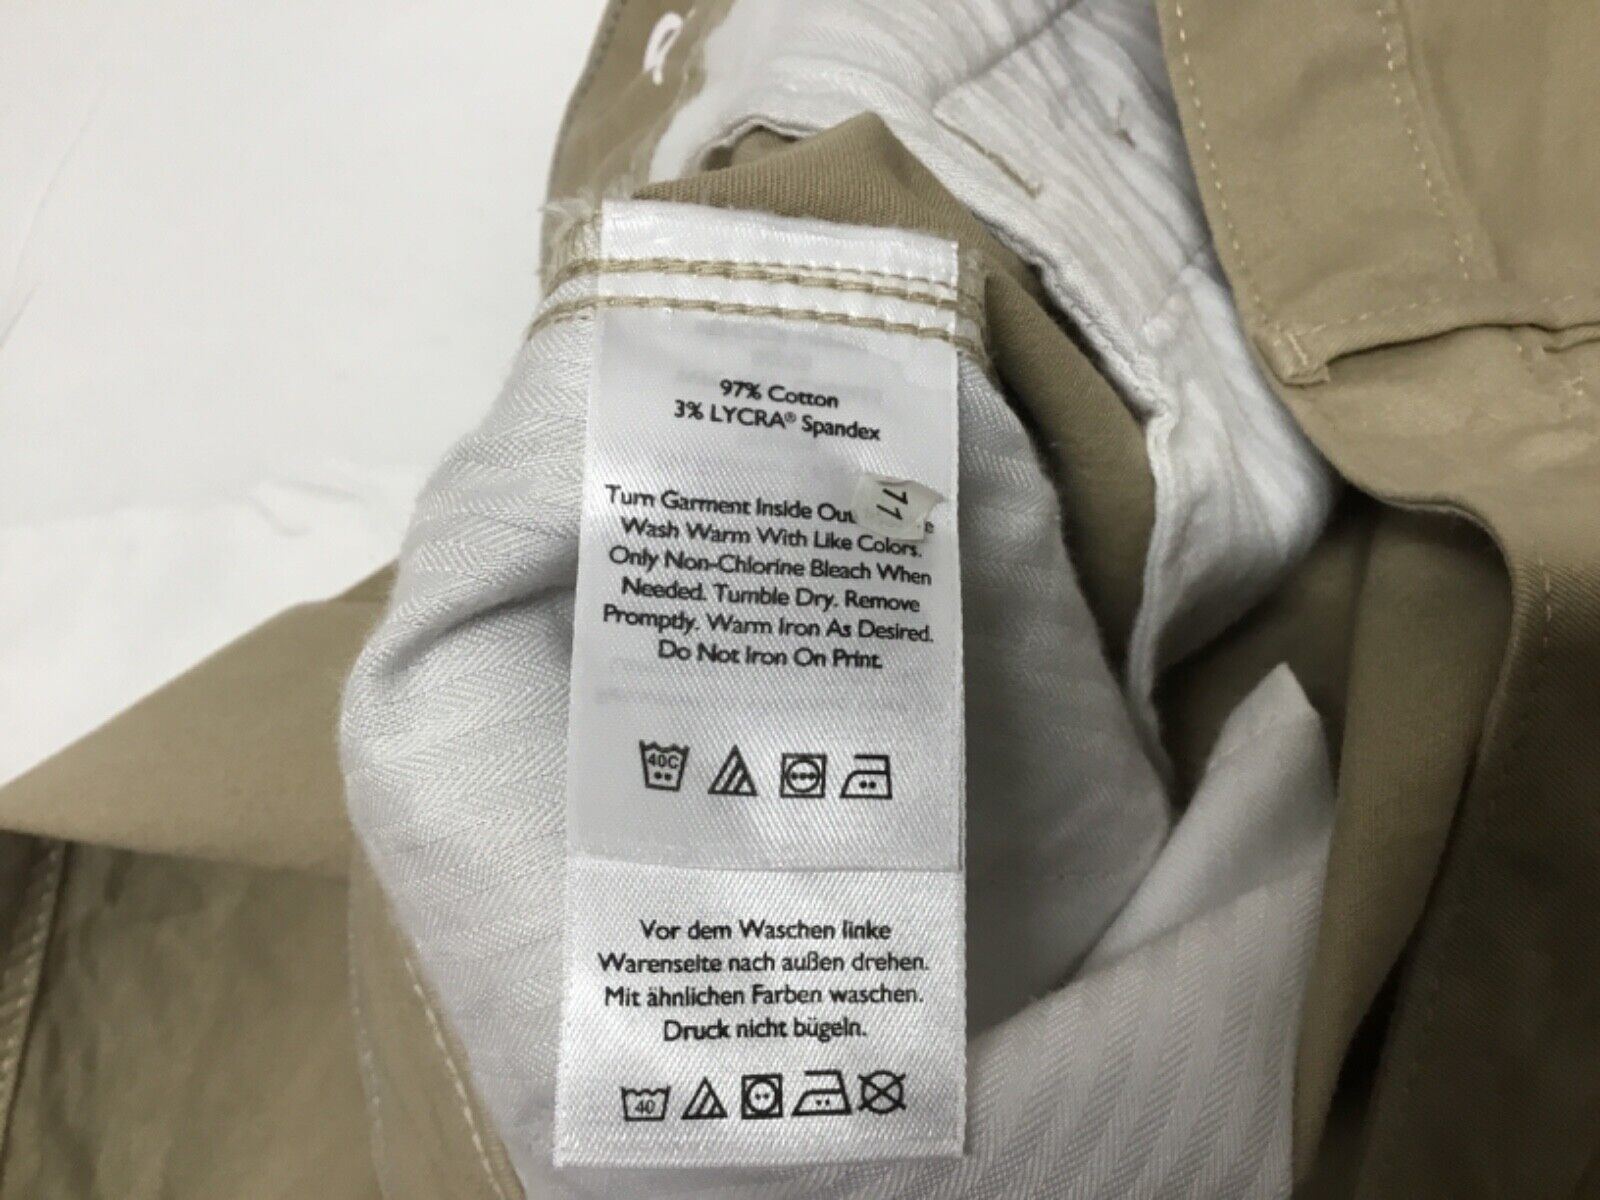 97% Cotton
3% LYCRA® Spandex
Turn Garment Inside Out
Wash Warm With Like Colors.
Only Non-Chlorine Bleach When
Needed. Tumble Dry. Remove
Promptly. Warm Iron As Desired.
Do Not Iron On Print.
40C
Vor dem Waschen linke
Warenseite nach außen drehen.
Mit ähnlichen Farben waschen.
Druck nicht bügeln.
40